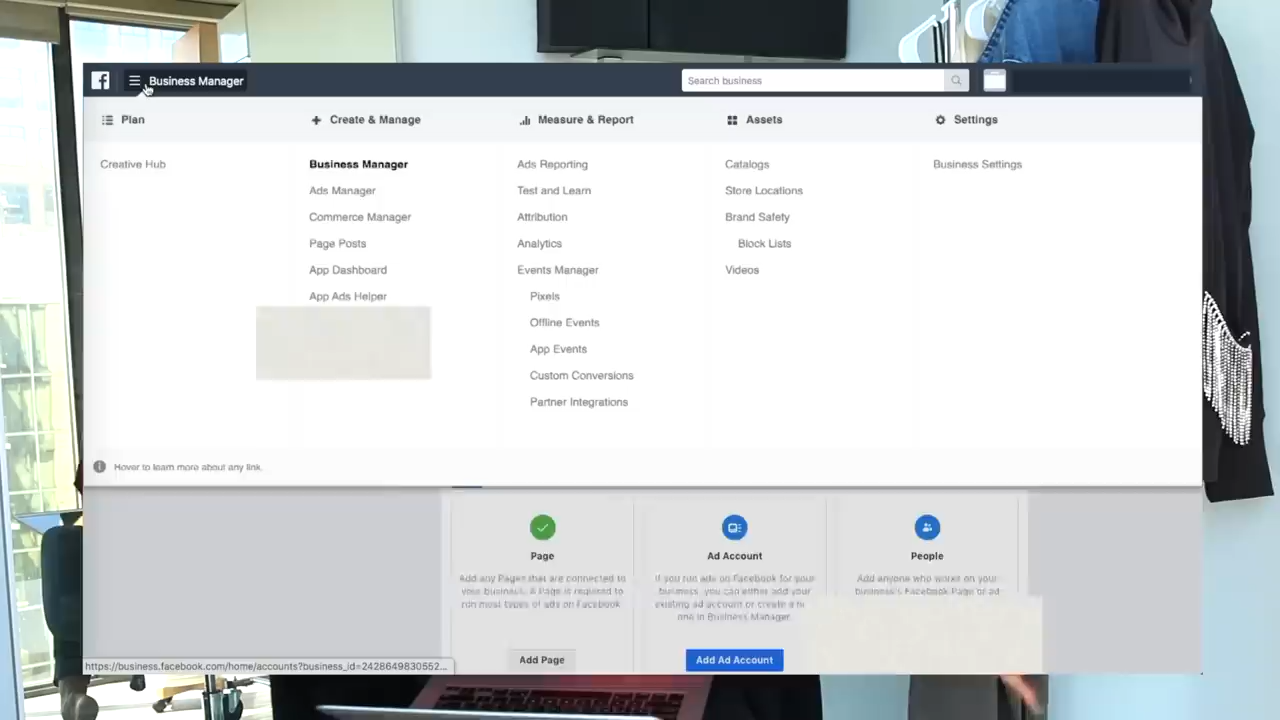 Business Manager
Search business
Plan
Create & Manage
Measure & Report
Assets
Settings
Creative Hub
Business Manager
Ads Manager
Commerce Manager
Page Posts
App Dashboard
App Ads Helper
Ads Reporting
Test and Learn
Attribution
Analytics
Events Manager
Pixels
Offline Events
App Events
Custom Conversions
Partner Integrations
Catalogs
Store Locations
Brand Safety
Block Lists
Videos
Business Settings
Hover to learn more about any link.
Page
Add any Pages that are connected to
your business. A Page is required to
run most types of ads on Facebook
Add Page
Ad Account
If you run ads on Facebook for your
business, you can either add your
existing ad account or create a
one in Business Manager.
Add Ad Account
People
Add anyone who works on your
business's Facebook Page or ad
https://business.facebook.com/home/accounts?business_id=2428649830552...